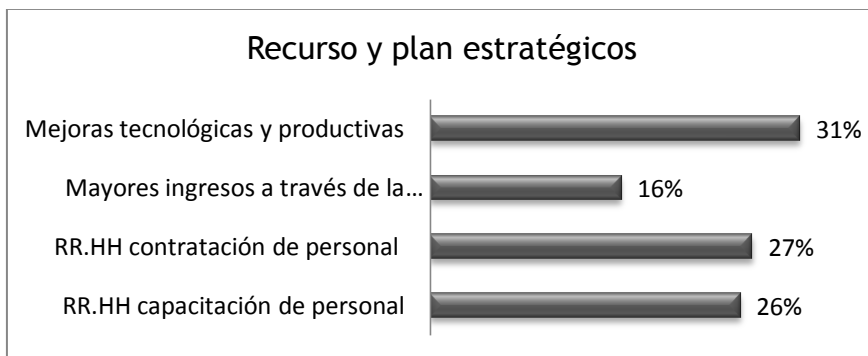 Recurso y plan estratégicos
Mejoras tecnológicas y productivas 31%
Mayores ingresos a través de la... 16%
RR.HH contratación de personal 27%
RR.HH capacitación de personal 26%